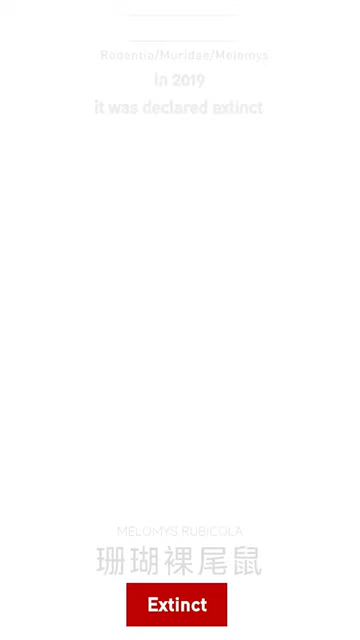 Rodentia/Muridae/Melomys
In 2019
it was declared extinct
MELOMYS RUBICOLA
珊瑚裸尾鼠
Extinct